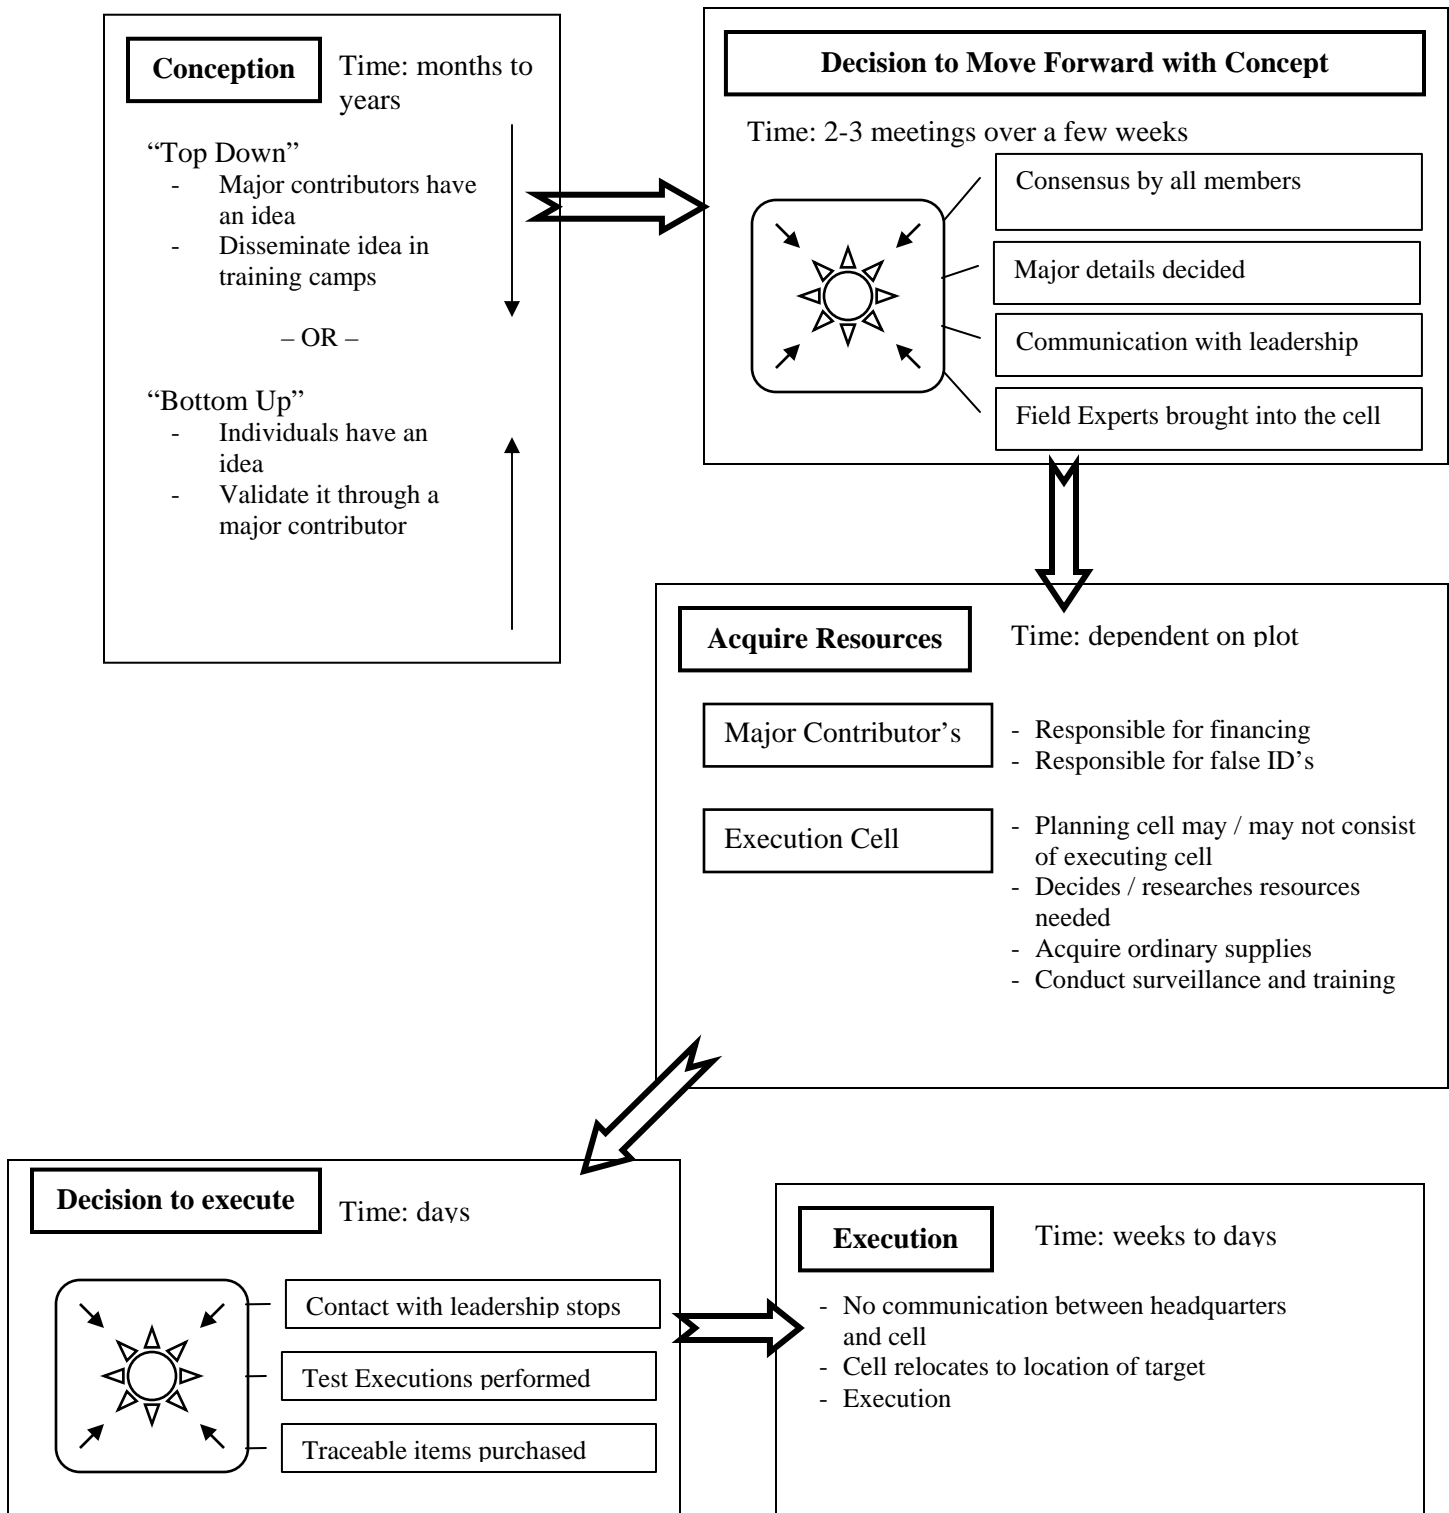 Conception
Time: months to
years
“Top Down”
- Major contributors have
an idea
- Disseminate idea in
training camps
– OR –
“Bottom Up”
- Individuals have an
idea
- Validate it through a
major contributor
Decision to Move Forward with Concept
Time: 2-3 meetings over a few weeks
Consensus by all members
Major details decided
Communication with leadership
Field Experts brought into the cell
Acquire Resources
Time: dependent on plot
Major Contributor’s
- Responsible for financing
- Responsible for false ID’s
Execution Cell
- Planning cell may / may not consist
of executing cell
- Decides / researches resources
needed
- Acquire ordinary supplies
- Conduct surveillance and training
Decision to execute
Time: days
Contact with leadership stops
Test Executions performed
Traceable items purchased
Execution
Time: weeks to days
- No communication between headquarters
and cell
- Cell relocates to location of target
- Execution